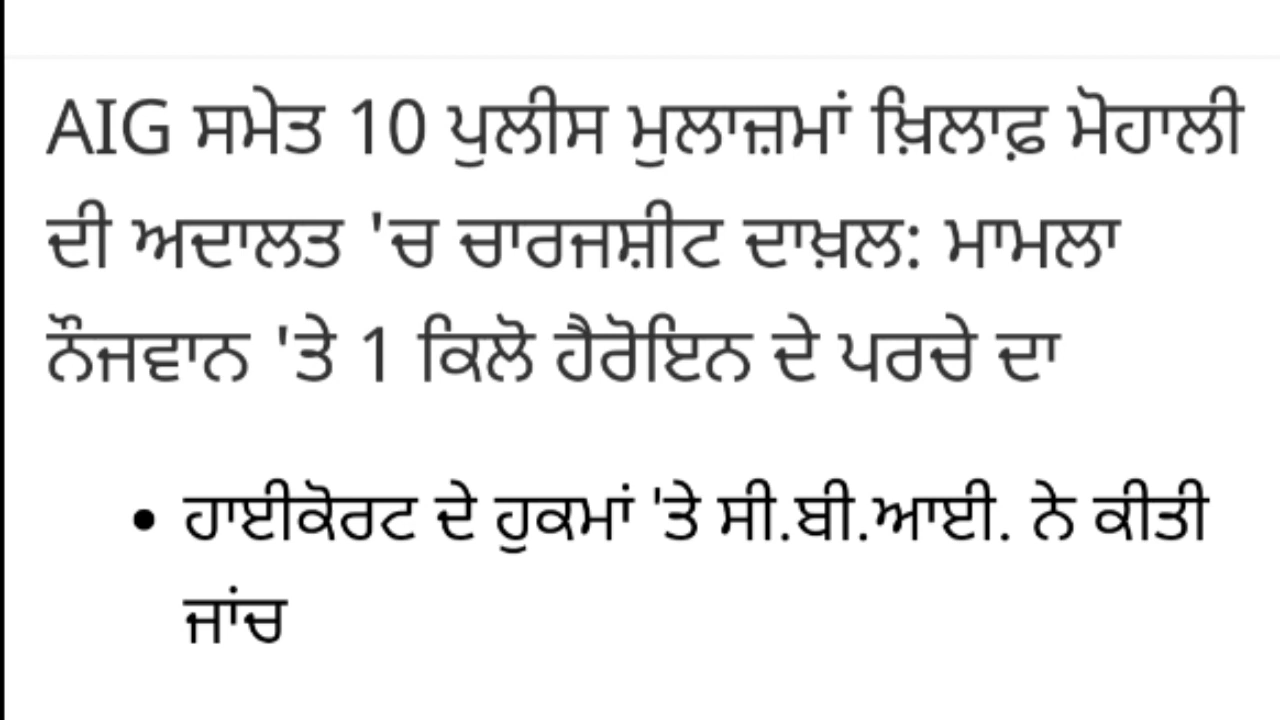 AIG ਸਮੇਤ 10 ਪੁਲੀਸ ਮੁਲਾਜ਼ਮਾਂ ਖ਼ਿਲਾਫ਼ ਮੋਹਾਲੀ
ਦੀ ਅਦਾਲਤ 'ਚ ਚਾਰਜਸ਼ੀਟ ਦਾਖ਼ਲ: ਮਾਮਲਾ
ਨੌਜਵਾਨ 'ਤੇ 1 ਕਿਲੋ ਹੈਰੋਇਨ ਦੇ ਪਰਚੇ ਦਾ
• ਹਾਈਕੋਰਟ ਦੇ ਹੁਕਮਾਂ 'ਤੇ ਸੀ.ਬੀ.ਆਈ. ਨੇ ਕੀਤੀ
ਜਾਂਚ